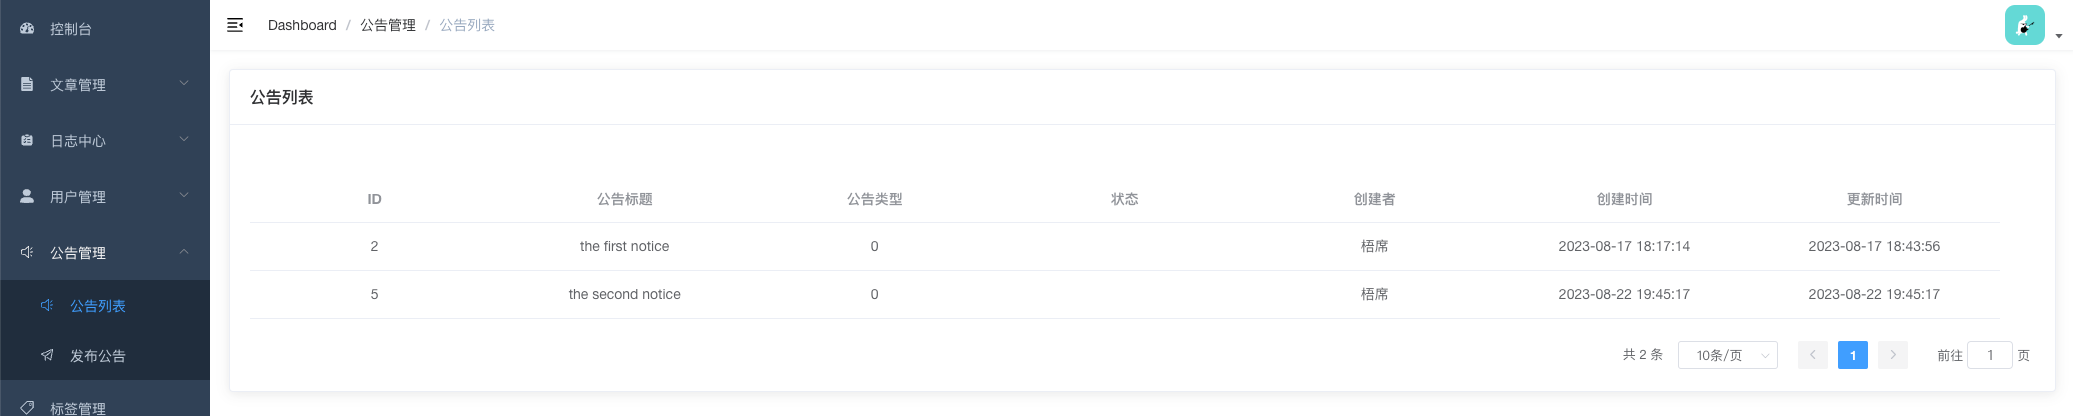 控制台
文章管理
日志中心
用户管理
公告管理
公告列表
发布公告
标签管理
Dashboard / 公告管理 / 公告列表
公告列表
ID 公告标题 公告类型 状态 创建者 创建时间 更新时间
2 the first notice 0 梧席 2023-08-17 18:17:14 2023-08-17 18:43:56
5 the second notice 0 梧席 2023-08-22 19:45:17 2023-08-22 19:45:17
共 2 条 10条/页 1 前往 1 页